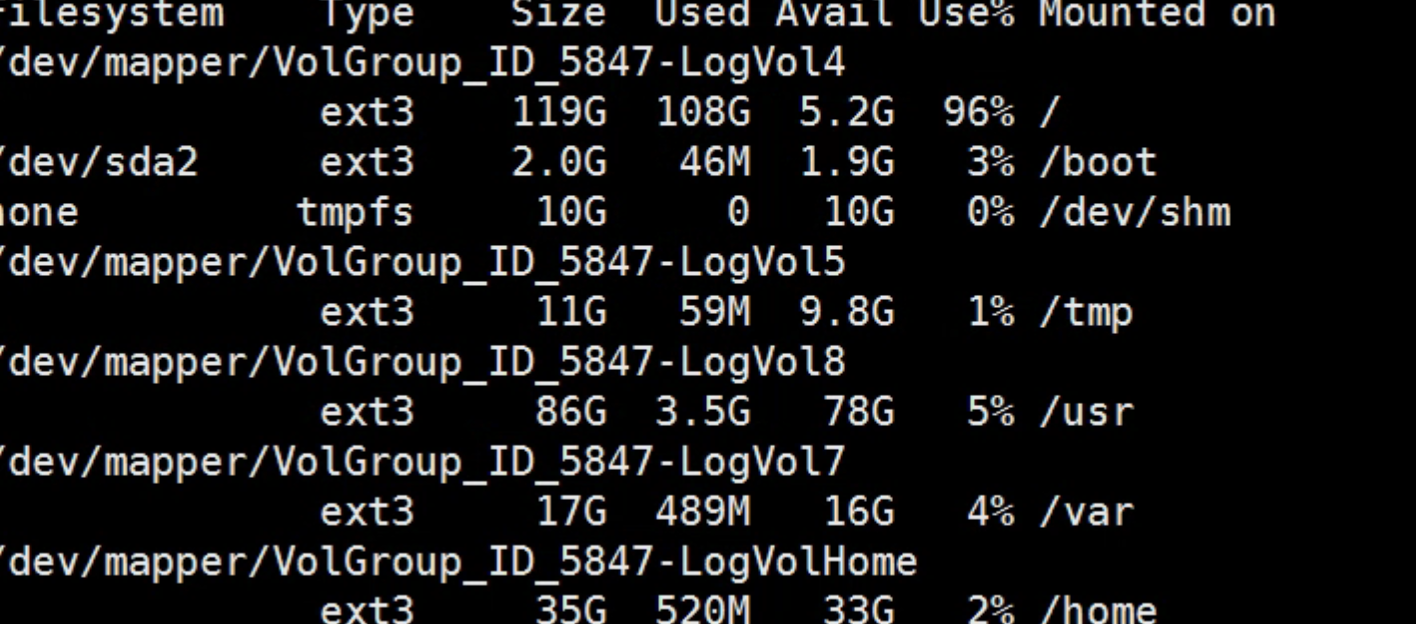 Filesystem    Type    Size  Used Avail Use% Mounted on
/dev/mapper/VolGroup_ID_5847-LogVol4
ext3    119G  108G  5.2G  96% /
/dev/sda2     ext3    2.0G   46M  1.9G   3% /boot
none         tmpfs     10G     0   10G   0% /dev/shm
/dev/mapper/VolGroup_ID_5847-LogVol5
ext3     11G   59M  9.8G   1% /tmp
/dev/mapper/VolGroup_ID_5847-LogVol8
ext3     86G  3.5G   78G   5% /usr
/dev/mapper/VolGroup_ID_5847-LogVol7
ext3     17G  489M   16G   4% /var
/dev/mapper/VolGroup_ID_5847-LogVolHome
ext3     35G  520M   33G   2% /home